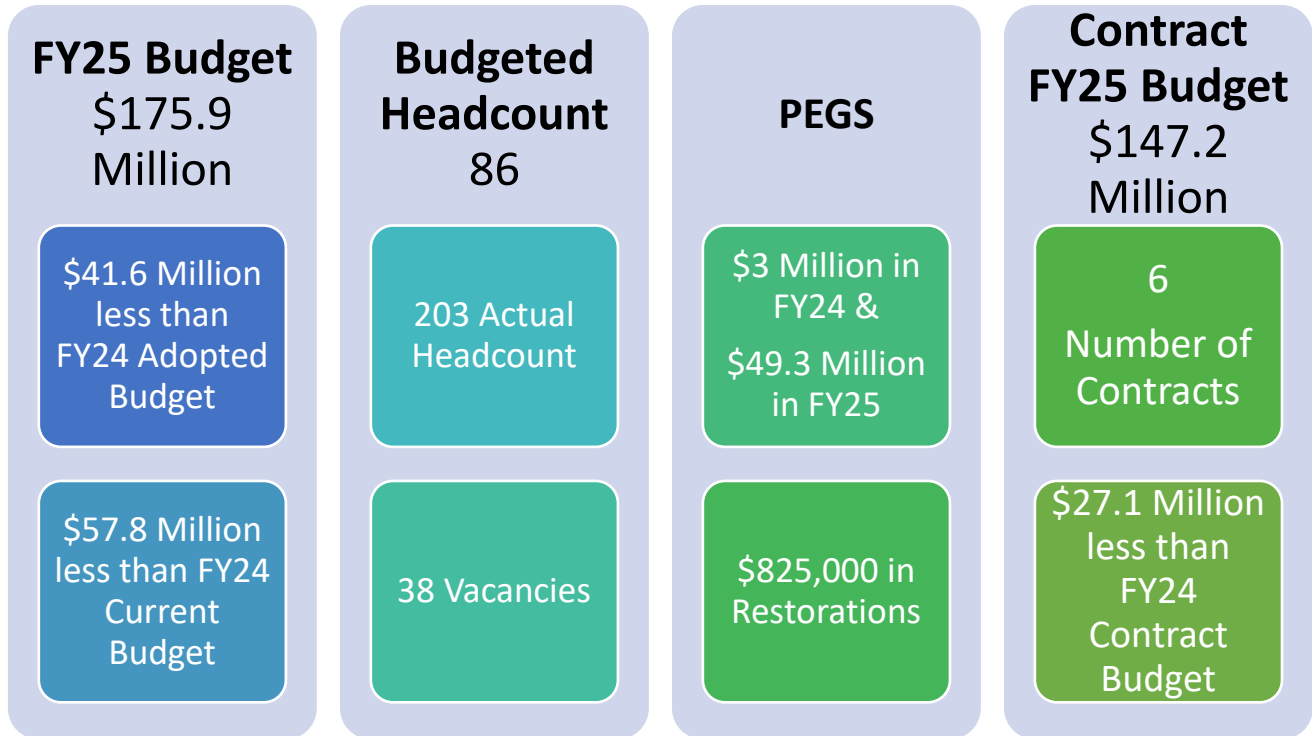 FY25 Budget
$175.9
Million
$41.6 Million
less than
FY24 Adopted
Budget
$57.8 Million
less than FY24
Current
Budget
Budgeted
Headcount
86
203 Actual
Headcount
38 Vacancies
PEGS
$3 Million in
FY24 &
$49.3 Million
in FY25
$825,000 in
Restorations
Contract
FY25 Budget
$147.2
Million
6
Number of
Contracts
$27.1 Million
less than
FY24
Contract
Budget